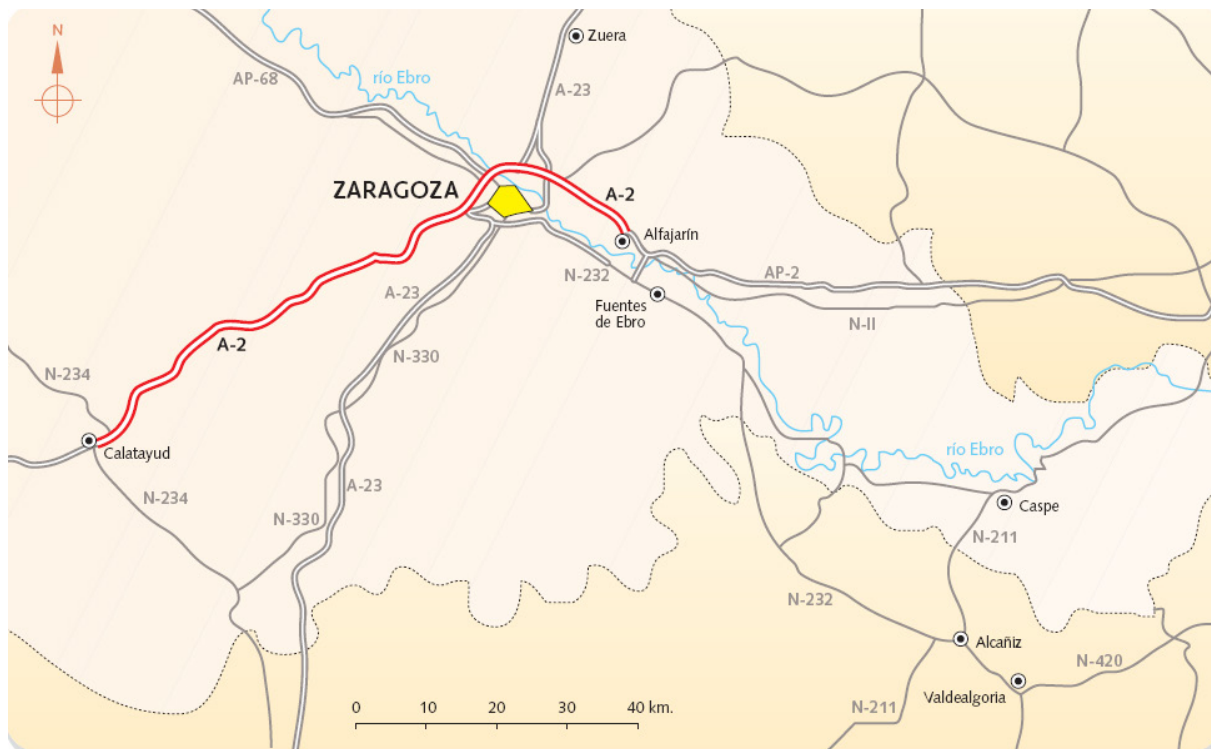 N
Zuera
río Ebro
AP-68
A-23
ZARAGOZA
A-2
Alfajarín
N-232
AP-2
A-23
Fuentes
de Ebro
N-II
A-2
N-330
N-234
Calatayud
río Ebro
N-234
A-23
N-330
Caspe
N-211
N-232
Alcañiz
N-420
Valdealgoria
N-211
0 10 20 30 40 km.